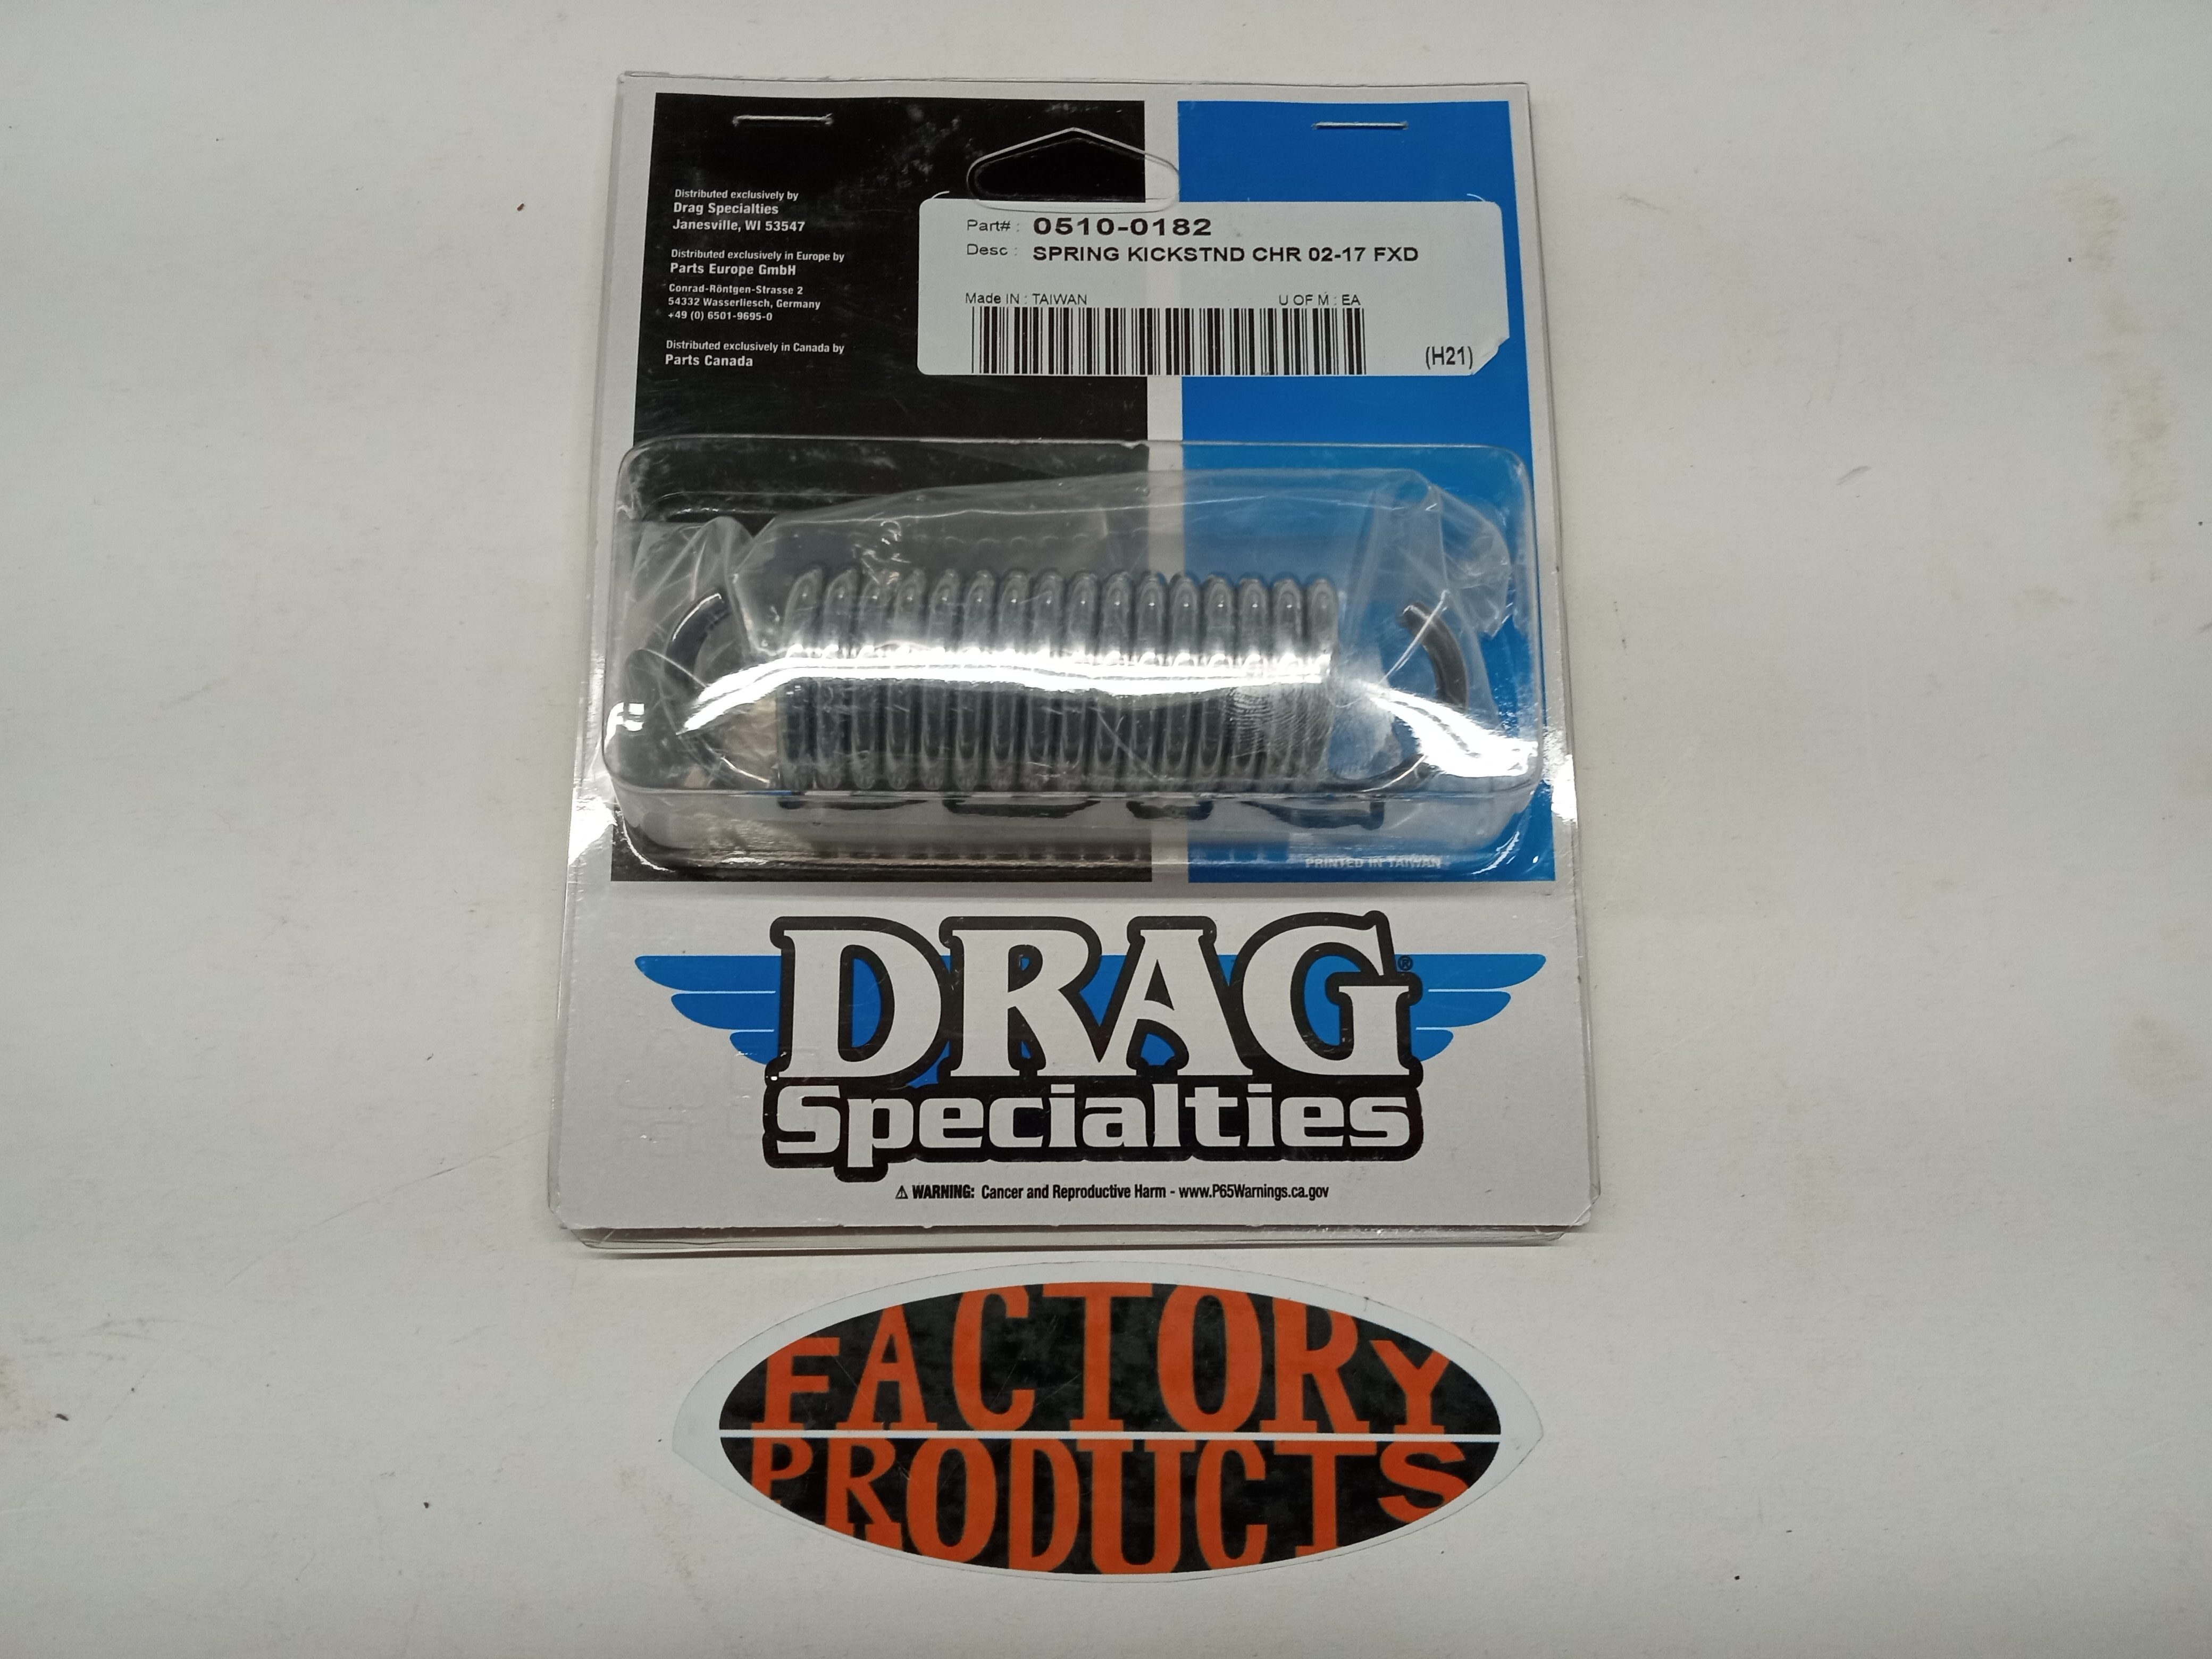 Distributed exclusively by
Drag Specialties
Janesville, WI 53547
Distributed exclusively in Europe by
Parts Europe GmbH
Conrad-Röntgen-Strasse 2
54332 Wasserliesch, Germany
+49 (0) 6501-9695-0
Distributed exclusively in Canada by
Parts Canada
Part# : 0510-0182
Desc : SPRING KICKSTND CHR 02-17 FXD
Made IN : TAIWAN U OF M : EA
(H21)
PRINTED IN TAIWAN
DRAG®
Specialties
⚠ WARNING: Cancer and Reproductive Harm - www.P65Warnings.ca.gov
FACTORY
PRODUCTS